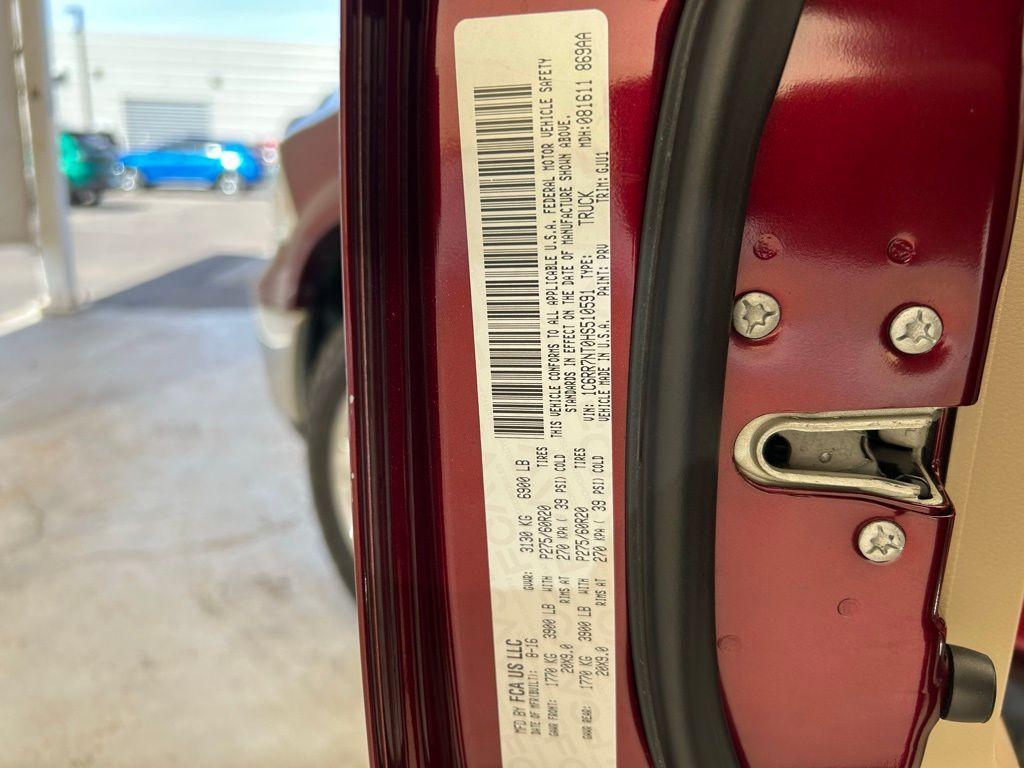 MFD BY FCA US LLC
DATE OF MFR(BUILT): 8-16 GVWR: 3130 KG 6900 LB
GAWR FRONT: 1770 KG 3900 LB WITH P275/60R20 TIRES
20X9.0 RIMS AT 270 KPA ( 39 PSI) COLD
GAWR REAR: 1770 KG 3900 LB WITH P275/60R20 TIRES
20X9.0 RIMS AT 270 KPA ( 39 PSI) COLD
THIS VEHICLE CONFORMS TO ALL APPLICABLE U.S.A. FEDERAL MOTOR VEHICLE SAFETY
STANDARDS IN EFFECT ON THE DATE OF MANUFACTURE SHOWN ABOVE.
VIN: 1C6RR7NT0HS510591 TYPE: TRUCK MDH:081611 869AA
VEHICLE MADE IN U.S.A. PAINT: PRV TRIM: GJU1